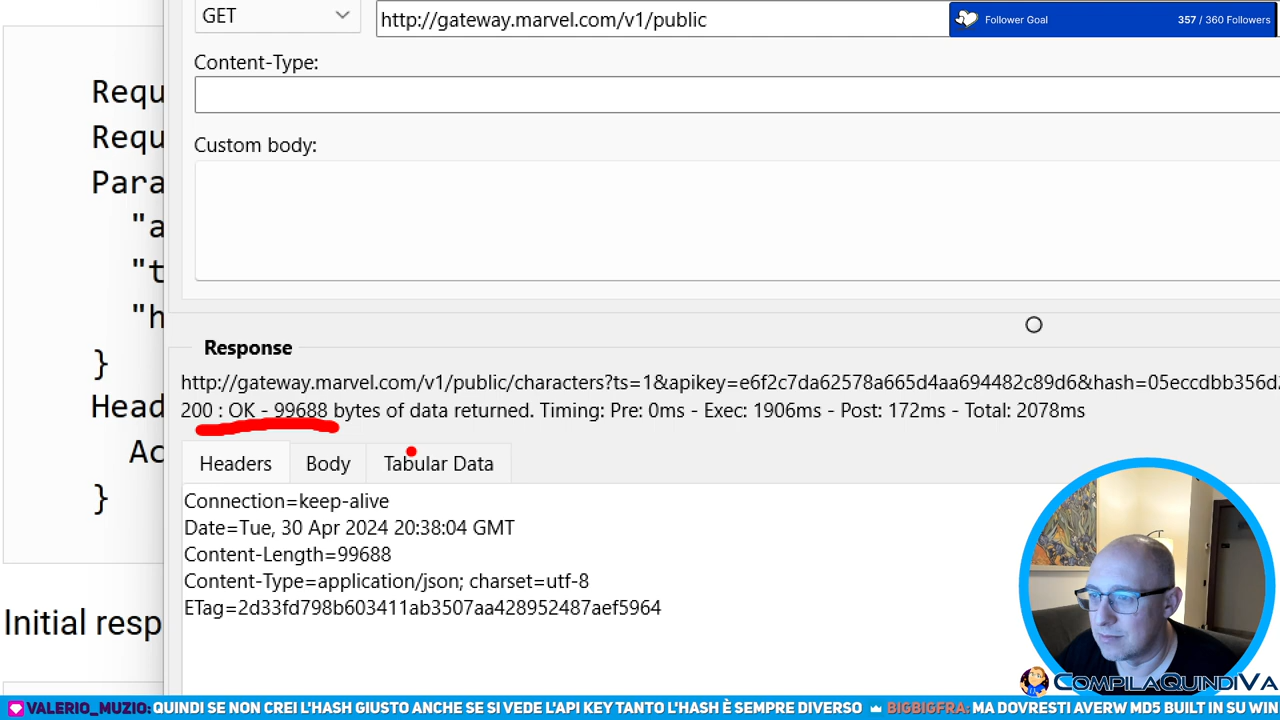 GET
http://gateway.marvel.com/v1/public
Follower Goal
357 / 360 Followers
Content-Type:
Custom body:
Requ
Requ
Para
"a
"t
"h
}
Head
Ac
}
Initial resp
Response
http://gateway.marvel.com/v1/public/characters?ts=1&apikey=e6f2c7da62578a665d4aa694482c89d6&hash=05eccdbb356d
200 : OK - 99688 bytes of data returned. Timing: Pre: 0ms - Exec: 1906ms - Post: 172ms - Total: 2078ms
Headers
Body
Tabular Data
Connection=keep-alive
Date=Tue, 30 Apr 2024 20:38:04 GMT
Content-Length=99688
Content-Type=application/json; charset=utf-8
ETag=2d33fd798b603411ab3507aa428952487aef5964
COMPILAQUINDIVA
VALERIO_MUZIO: QUINDI SE NON CREI L'HASH GIUSTO ANCHE SE SI VEDE L'API KEY TANTO L'HASH È SEMPRE DIVERSO BIGBIGFRA: MA DOVRESTI AVERW MD5 BUILT IN SU WIN